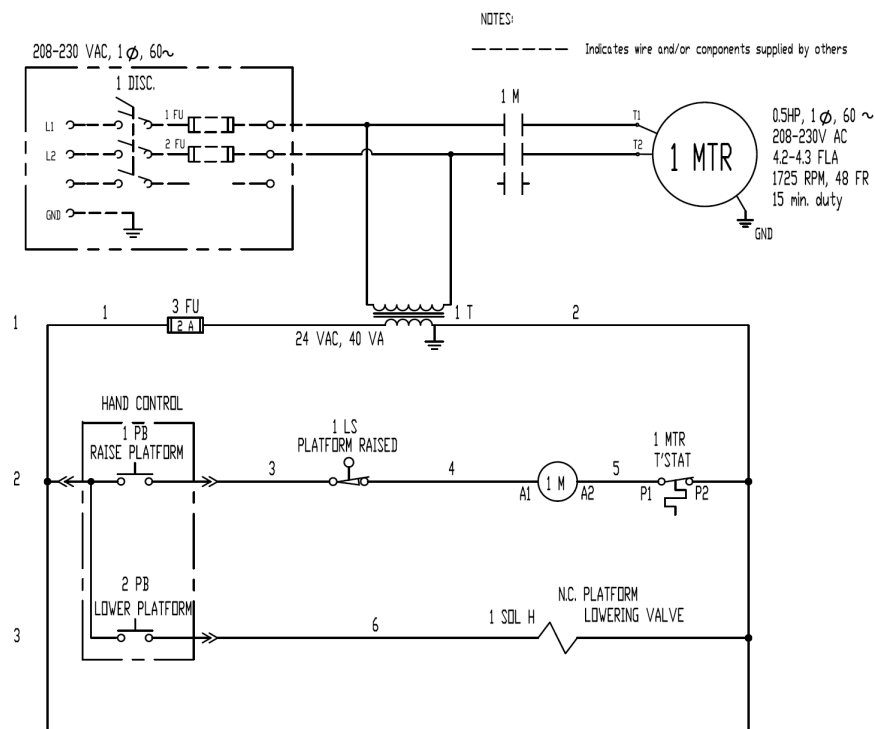 NOTES:
Indicates wire and/or components supplied by others
208-230 VAC, 1 ø, 60~
1 DISC.
1 FU
L1
2 FU
L2
GND
1 M
T1
T2
1 MTR
0.5HP, 1 ø, 60 ~
208-230V AC
4.2-4.3 FLA
1725 RPM, 48 FR
15 min. duty
GND
1
1
3 FU
2 A
1 T
2
24 VAC, 40 VA
HAND CONTROL
1 PB
RAISE PLATFORM
1 LS
PLATFORM RAISED
1 MTR
T'STAT
2
3
4
A1
1 M
A2
5
P1
P2
2 PB
LOWER PLATFORM
N.C. PLATFORM
LOWERING VALVE
3
6
1 SOL H